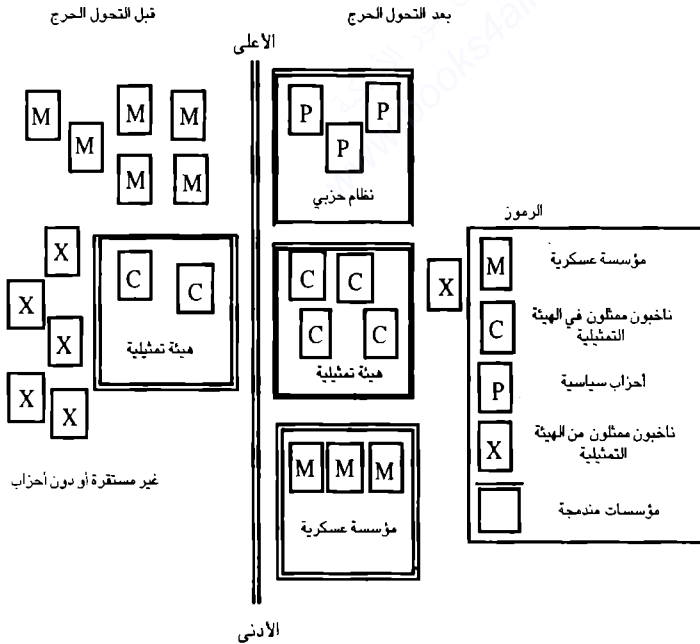 بعد التحول الحرج
قبل التحول الحرج
الأعلى
P
P
P
نظام حزبي
M
M
M
M
M
M
C
C
C
C
هيئة تمثيلية
X
C
C
هيئة تمثيلية
X
X
X
X
X
غير مستقرة أو دون أحزاب
M M M
مؤسسة عسكرية
الأدنى
الرموز
M مؤسسة عسكرية
C ناخبون ممثلون في الهيئة
التمثيلية
P أحزاب سياسية
X ناخبون ممثلون من الهيئة
التمثيلية
مؤسسات مندمجة